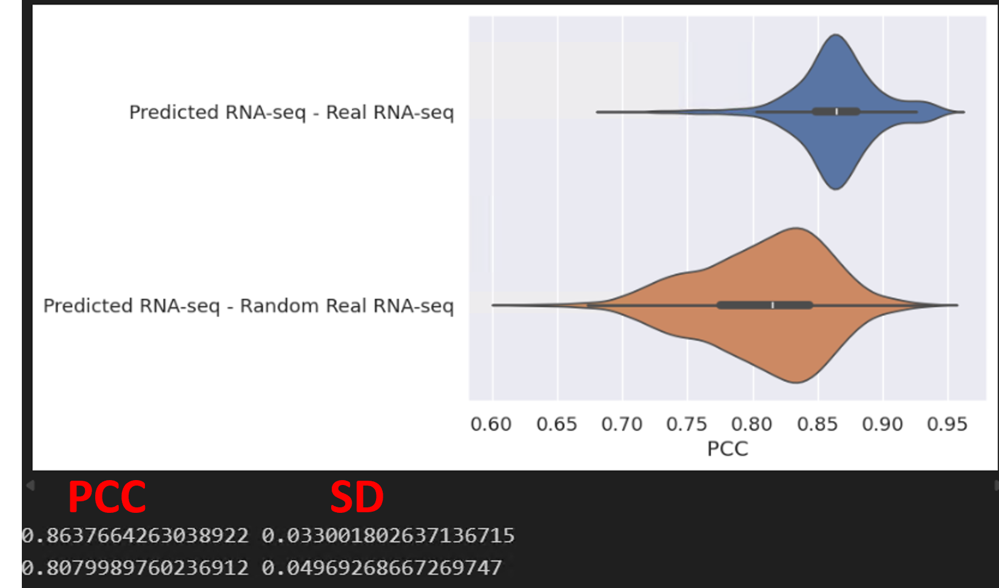 Predicted RNA-seq - Real RNA-seq
Predicted RNA-seq - Random Real RNA-seq
0.60 0.65 0.70 0.75 0.80 0.85 0.90 0.95
PCC
PCC SD
0.8637664263038922 0.033001802637136715
0.8079989760236912 0.04969268667269747